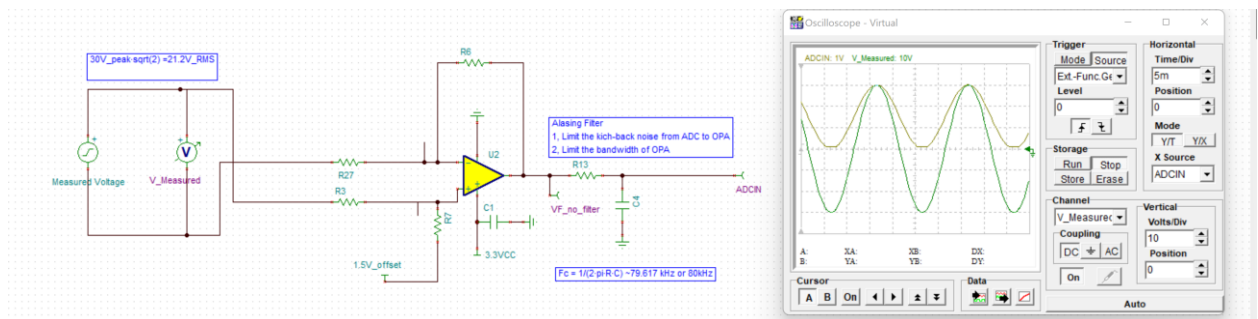 30V_peak·sqrt(2) =21.2V_RMS
Measured Voltage
V_Measured
R6
R27
R3
R7
U2
C1
3.3VCC
1.5V_offset
Alasing Filter
1, Limit the kich-back noise from ADC to OPA
2, Limit the bandwidth of OPA
R13
VF_no_filter
C4
ADCIN
Fc = 1/(2·pi·R·C) ~79.617 kHz or 80kHz
Oscilloscope - Virtual
ADCIN: 1V V_Measured: 10V
A: XA: XB: DX:
B: YA: YB: DY:
Cursor
A B On
Data
Trigger
Mode Source
Ext.-Func.Ge
Level
0
Storage
Run Stop
Store Erase
Channel
V_Measurec
Coupling
DC AC
On
Horizontal
Time/Div
5m
Position
0
Mode
Y/T Y/X
X Source
ADCIN
Vertical
Volts/Div
10
Position
0
Auto